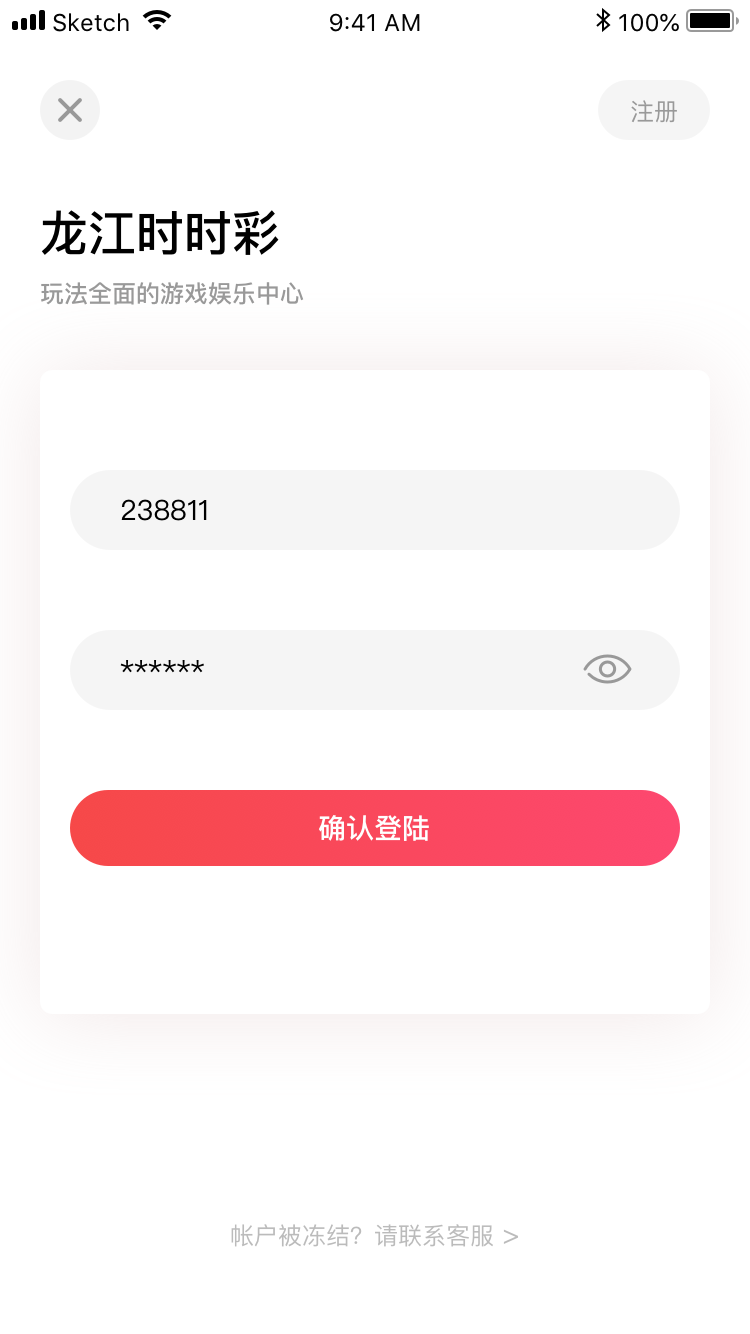 Sketch 9:41 AM 100%
注册
龙江时时彩
玩法全面的游戏娱乐中心
238811
******
确认登陆
帐户被冻结？请联系客服 >